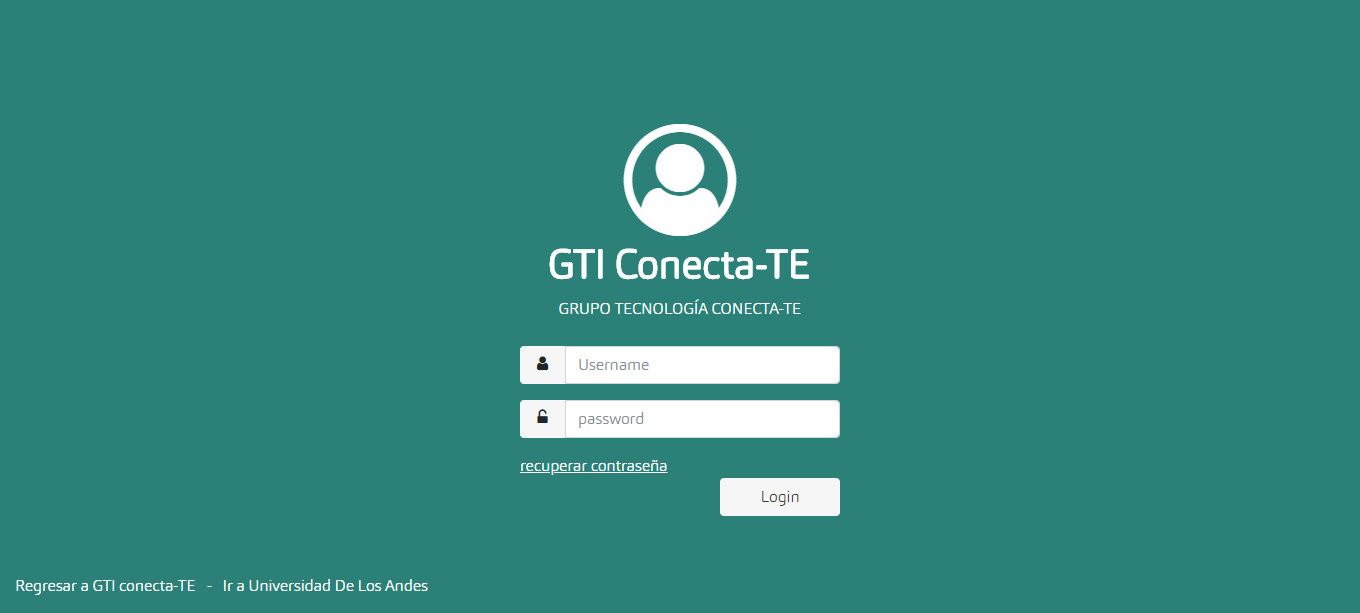 GTI Conecta-TE
GRUPO TECNOLOGÍA CONECTA-TE
Username
password
recuperar contraseña
Login
Regresar a GTI conecta-TE - Ir a Universidad De Los Andes